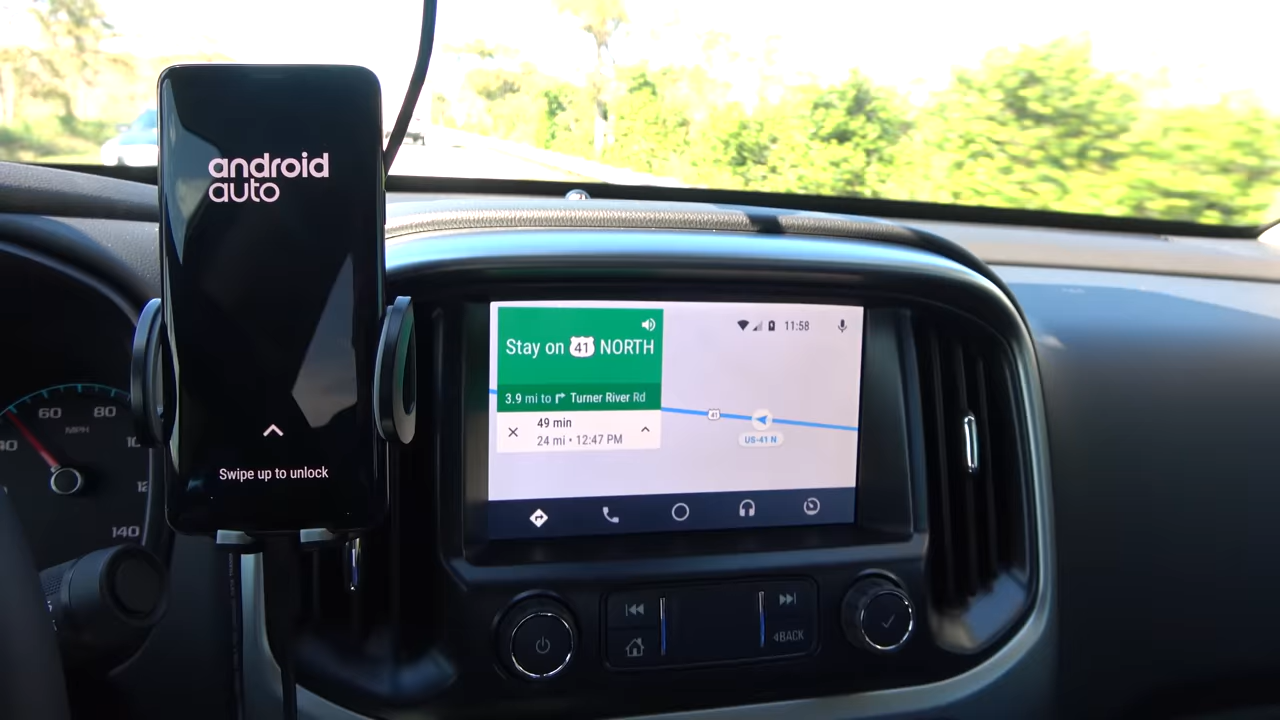 android
auto
Swipe up to unlock
60
80
MPH
40
140
Stay on 41 NORTH
3.9 mi to Turner River Rd
49 min
24 mi • 12:47 PM
11:58
41
US-41 N
BACK